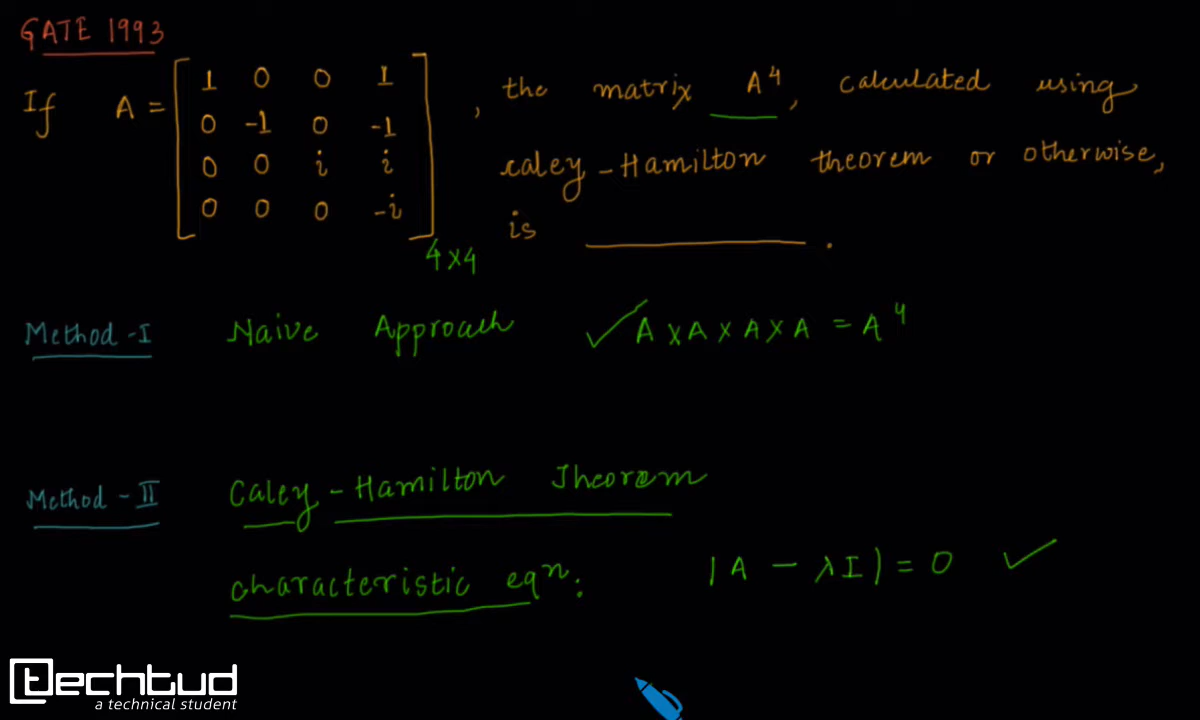 GATE 1993
If A = [ 1 0 0 1 , the matrix A⁴, calculated using
0 -1 0 -1
0 0 i i caley-Hamilton theorem or otherwise,
0 0 0 -i ] is ________ .
4x4
Method -I Naive Approach ✓ A x A x A x A = A⁴
Method - II Caley-Hamilton Theorem
characteristic eqn: |A - λI| = 0 ✓
techtud
a technical student